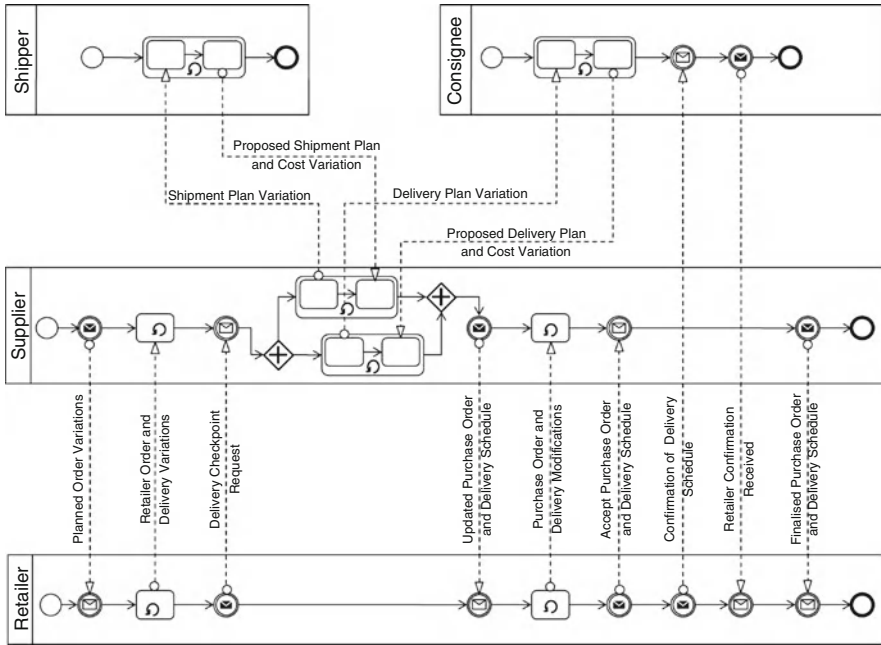 Shipper
Consignee
Proposed Shipment Plan
and Cost Variation
Shipment Plan Variation
Delivery Plan Variation
Proposed Delivery Plan
and Cost Variation
Supplier
Planned Order Variations
Retailer Order and
Delivery Variations
Delivery Checkpoint
Request
Updated Purchase Order
and Delivery Schedule
Purchase Order and
Delivery Modifications
Accept Purchase Order
and Delivery Schedule
Confirmation of Delivery
Schedule
Retailer Confirmation
Received
Finalised Purchase Order
and Delivery Schedule
Retailer